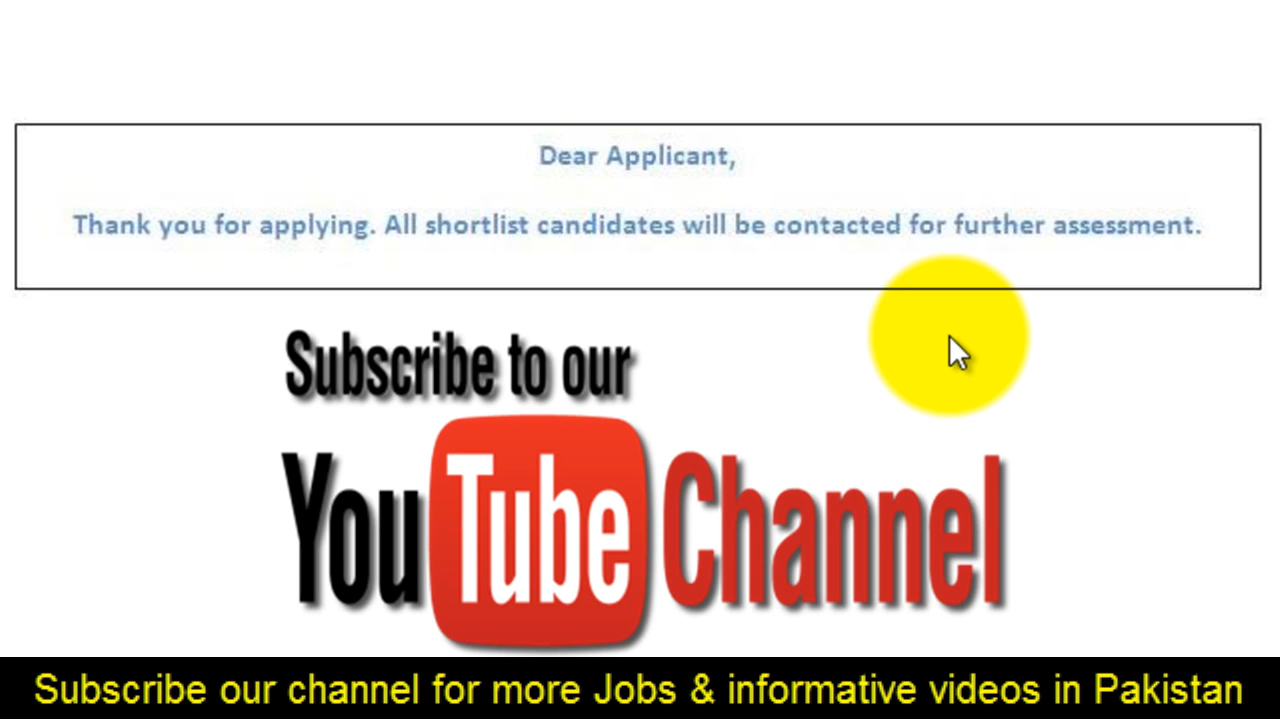 Dear Applicant,
Thank you for applying. All shortlist candidates will be contacted for further assessment.
Subscribe to our
YouTube Channel
Subscribe our channel for more Jobs & informative videos in Pakistan